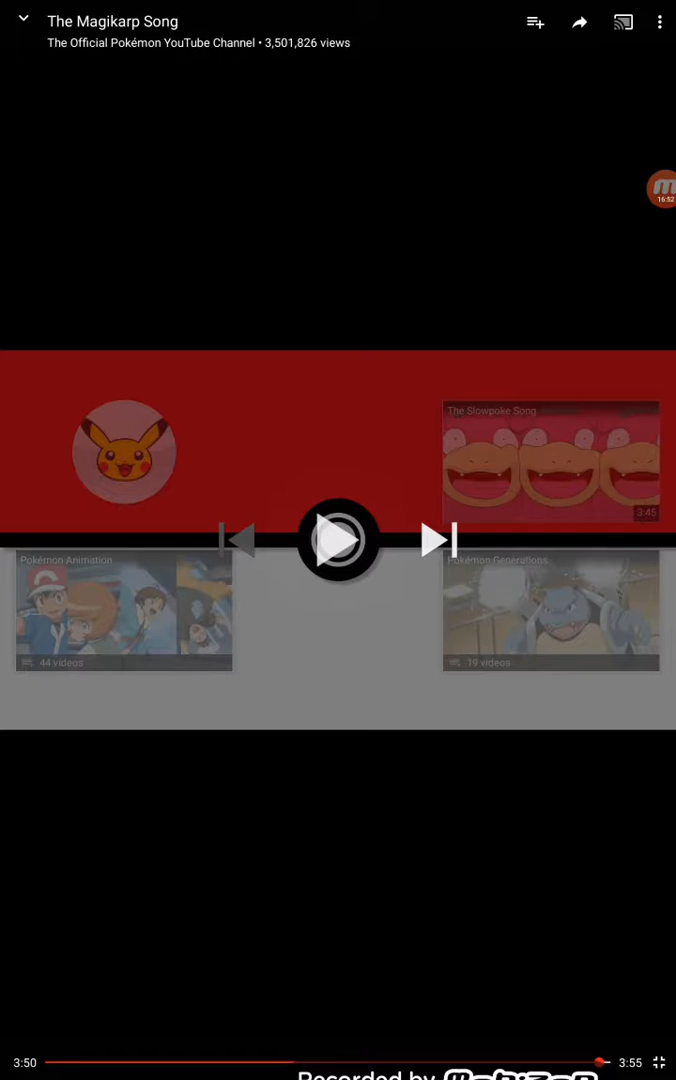 The Magikarp Song
The Official Pokémon YouTube Channel • 3,501,826 views
16:52
The Slowpoke Song
3:45
Pokémon Animation
44 videos
Pokémon Generations
19 videos
3:50
3:55
Recorded by Mobizen